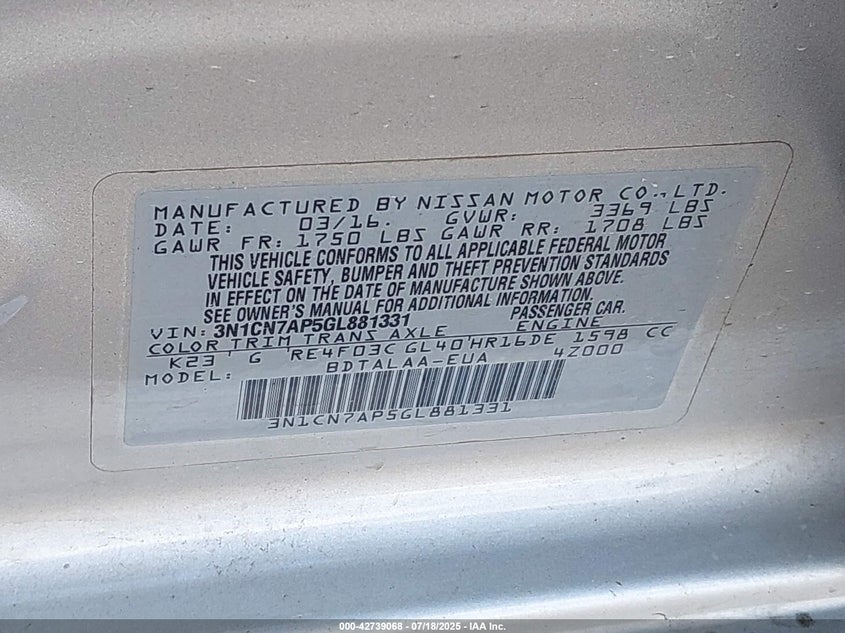 MANUFACTURED BY NISSAN MOTOR CO.,LTD.
DATE: 03/16. GVWR: 3369 LBS
GAWR FR: 1750 LBS GAWR RR: 1708 LBS
THIS VEHICLE CONFORMS TO ALL APPLICABLE FEDERAL MOTOR
VEHICLE SAFETY, BUMPER AND THEFT PREVENTION STANDARDS
IN EFFECT ON THE DATE OF MANUFACTURE SHOWN ABOVE.
SEE OWNER'S MANUAL FOR ADDITIONAL INFORMATION.
VIN: 3N1CN7AP5GL881331 PASSENGER CAR.
COLOR TRIM TRANS AXLE ENGINE
K23 G RE4F03C GL40 HR16DE 1598 CC
MODEL: BDTALAA-EUA 4Z000
3N1CN7AP5GL881331
000-42739068 - 07/18/2025 - IAA Inc.